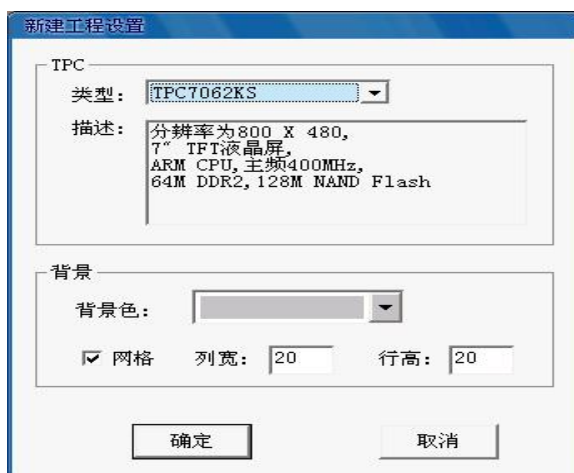 新建工程设置
TPC
类型： TPC7062KS
描述： 分辨率为800 X 480,
7" TFT液晶屏,
ARM CPU,主频400MHz,
64M DDR2,128M NAND Flash
背景
背景色：
网格 列宽： 20 行高： 20
确定 取消